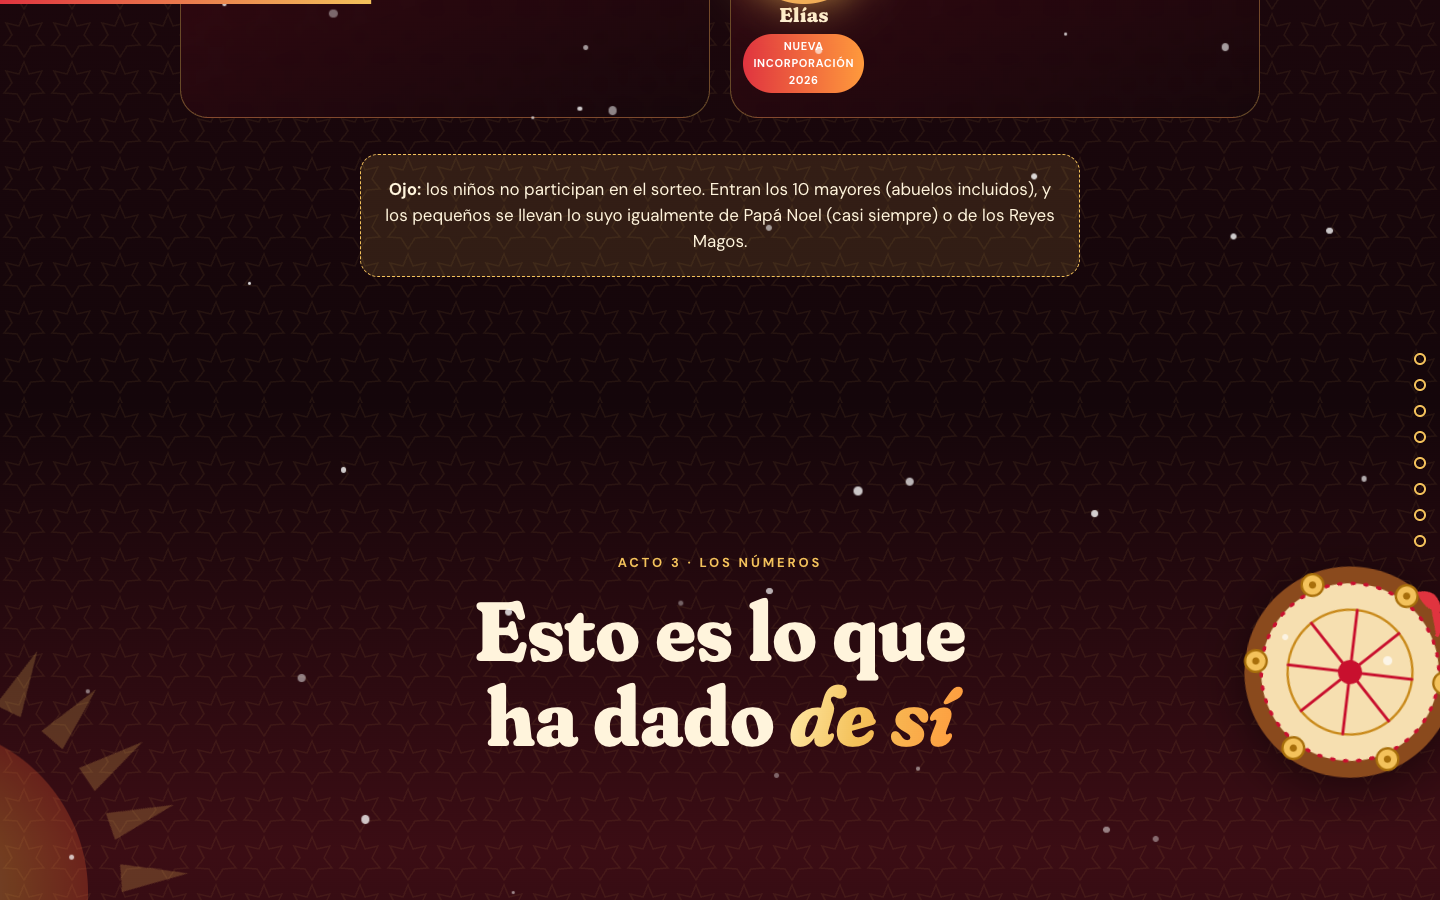 Elías
NUEVA
INCORPORACIÓN
2026
Ojo: los niños no participan en el sorteo. Entran los 10 mayores (abuelos incluidos), y
los pequeños se llevan lo suyo igualmente de Papá Noel (casi siempre) o de los Reyes
Magos.
ACTO 3 · LOS NÚMEROS
Esto es lo que
ha dado de sí